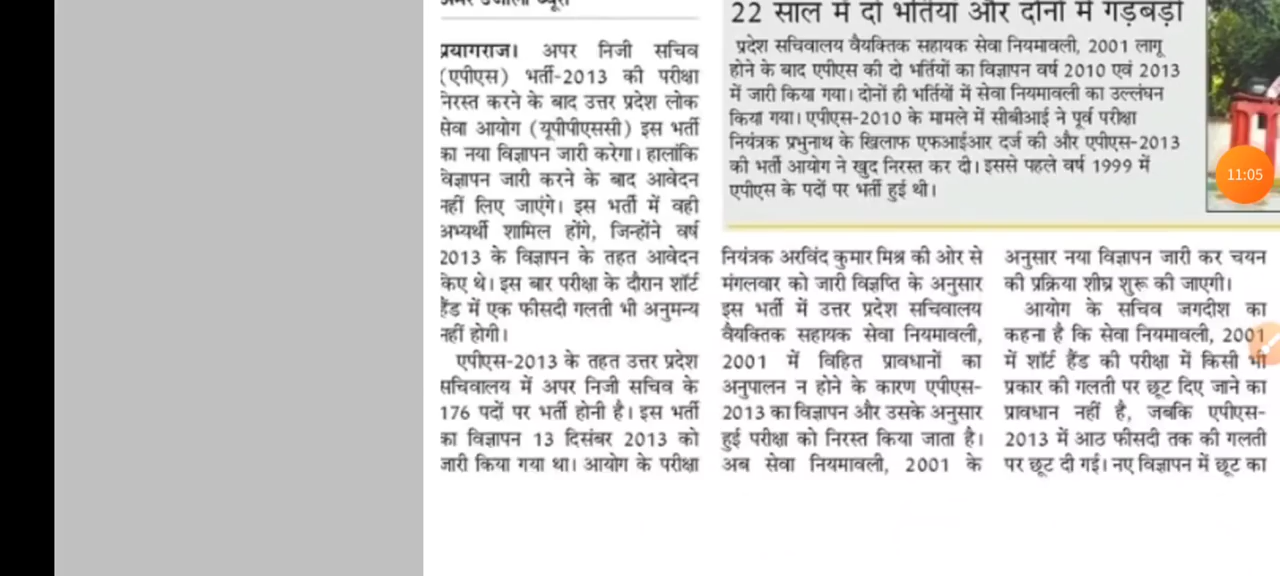 अमर उजाला ब्यूरो
प्रयागराज। अपर निजी सचिव
(एपीएस) भर्ती-2013 की परीक्षा
निरस्त करने के बाद उत्तर प्रदेश लोक
सेवा आयोग (यूपीपीएससी) इस भर्ती
का नया विज्ञापन जारी करेगा। हालांकि
विज्ञापन जारी करने के बाद आवेदन
नहीं लिए जाएंगे। इस भर्ती में वही
अभ्यर्थी शामिल होंगे, जिन्होंने वर्ष
2013 के विज्ञापन के तहत आवेदन
किए थे। इस बार परीक्षा के दौरान शॉर्ट
हैंड में एक फीसदी गलती भी अनुमन्य
नहीं होगी।
एपीएस-2013 के तहत उत्तर प्रदेश
सचिवालय में अपर निजी सचिव के
176 पदों पर भर्ती होनी है। इस भर्ती
का विज्ञापन 13 दिसंबर 2013 को
जारी किया गया था। आयोग के परीक्षा
22 साल में दो भर्तियां और दोनों में गड़बड़ी
प्रदेश सचिवालय वैयक्तिक सहायक सेवा नियमावली, 2001 लागू
होने के बाद एपीएस की दो भर्तियों का विज्ञापन वर्ष 2010 एवं 2013
में जारी किया गया। दोनों ही भर्तियों में सेवा नियमावली का उल्लंघन
किया गया। एपीएस-2010 के मामले में सीबीआई ने पूर्व परीक्षा
नियंत्रक प्रभुनाथ के खिलाफ एफआईआर दर्ज की और एपीएस-2013
की भर्ती आयोग ने खुद निरस्त कर दी। इससे पहले वर्ष 1999 में
एपीएस के पदों पर भर्ती हुई थी।
11:05
नियंत्रक अरविंद कुमार मिश्र की ओर से
मंगलवार को जारी विज्ञप्ति के अनुसार
इस भर्ती में उत्तर प्रदेश सचिवालय
वैयक्तिक सहायक सेवा नियमावली,
2001 में विहित प्रावधानों का
अनुपालन न होने के कारण एपीएस-
2013 का विज्ञापन और उसके अनुसार
हुई परीक्षा को निरस्त किया जाता है।
अब सेवा नियमावली, 2001 के
अनुसार नया विज्ञापन जारी कर चयन
की प्रक्रिया शीघ्र शुरू की जाएगी।
आयोग के सचिव जगदीश का
कहना है कि सेवा नियमावली, 2001
में शॉर्ट हैंड की परीक्षा में किसी भी
प्रकार की गलती पर छूट दिए जाने का
प्रावधान नहीं है, जबकि एपीएस-
2013 में आठ फीसदी तक की गलती
पर छूट दी गई। नए विज्ञापन में छूट का